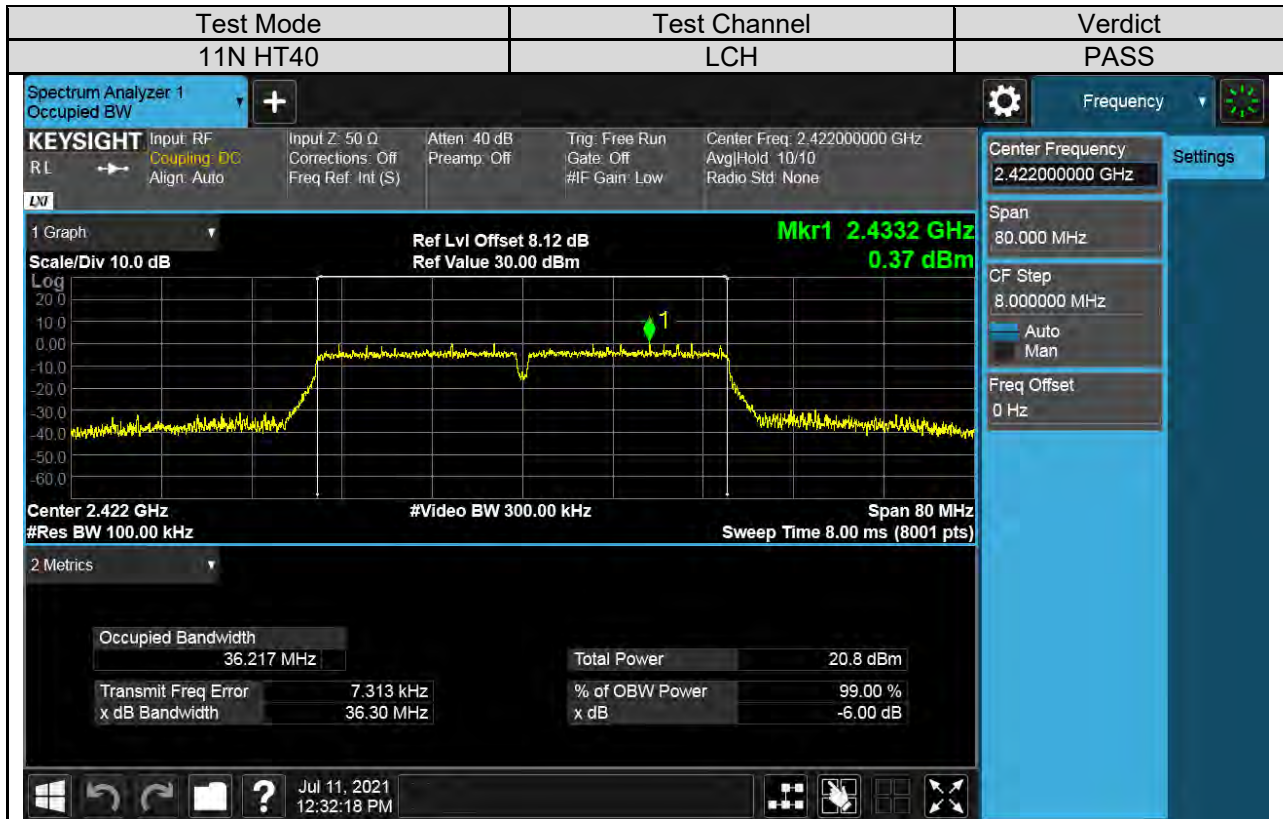 Test Mode Test Channel Verdict
11N HT40 LCH PASS
Spectrum Analyzer 1
Occupied BW
+
Frequency
KEYSIGHT Input: RF Input Z: 50 Ω Atten: 40 dB Trig: Free Run Center Freq: 2.422000000 GHz
RL Coupling: DC Corrections: Off Preamp: Off Gate: Off Avg|Hold: 10/10
Align: Auto Freq Ref: Int (S) #IF Gain: Low Radio Std: None
LXI
Center Frequency
2.422000000 GHz
Settings
Span
80.000 MHz
CF Step
8.000000 MHz
Auto
Man
Freq Offset
0 Hz
1 Graph Ref Lvl Offset 8.12 dB Mkr1 2.4332 GHz
Scale/Div 10.0 dB Ref Value 30.00 dBm 0.37 dBm
Log
20.0
10.0
1
0.00
-10.0
-20.0
-30.0
-40.0
-50.0
-60.0
Center 2.422 GHz #Video BW 300.00 kHz Span 80 MHz
#Res BW 100.00 kHz Sweep Time 8.00 ms (8001 pts)
2 Metrics
Occupied Bandwidth
36.217 MHz Total Power 20.8 dBm
Transmit Freq Error 7.313 kHz % of OBW Power 99.00 %
x dB Bandwidth 36.30 MHz x dB -6.00 dB
? Jul 11, 2021
12:32:18 PM